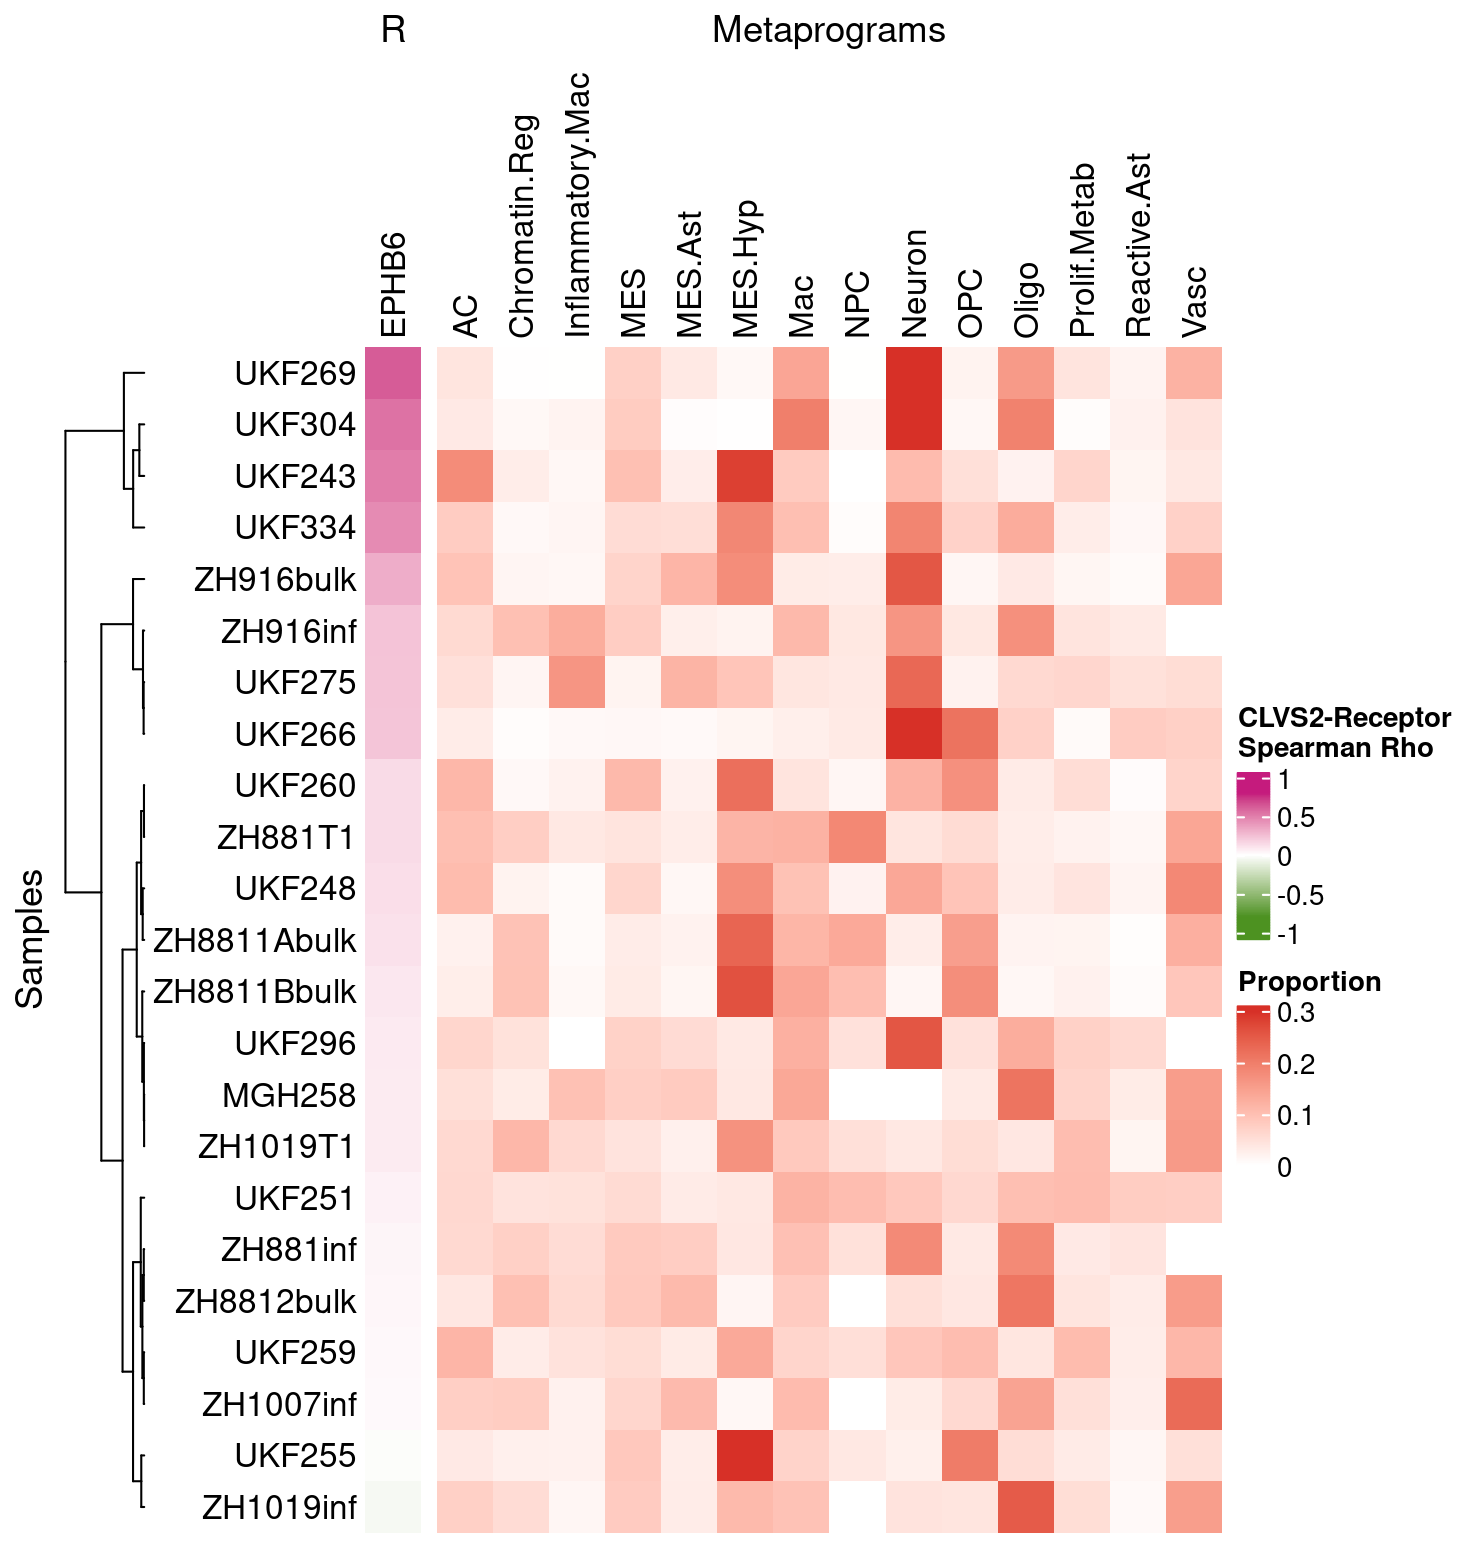 R
Metaprograms
EPHB6
AC
Chromatin.Reg
Inflammatory.Mac
MES
MES.Ast
MES.Hyp
Mac
NPC
Neuron
OPC
Oligo
Prolif.Metab
Reactive.Ast
Vasc
Samples
UKF269
UKF304
UKF243
UKF334
ZH916bulk
ZH916inf
UKF275
UKF266
UKF260
ZH881T1
UKF248
ZH8811Abulk
ZH8811Bbulk
UKF296
MGH258
ZH1019T1
UKF251
ZH881inf
ZH8812bulk
UKF259
ZH1007inf
UKF255
ZH1019inf
CLVS2-Receptor
Spearman Rho
1
0.5
0
-0.5
-1
Proportion
0.3
0.2
0.1
0